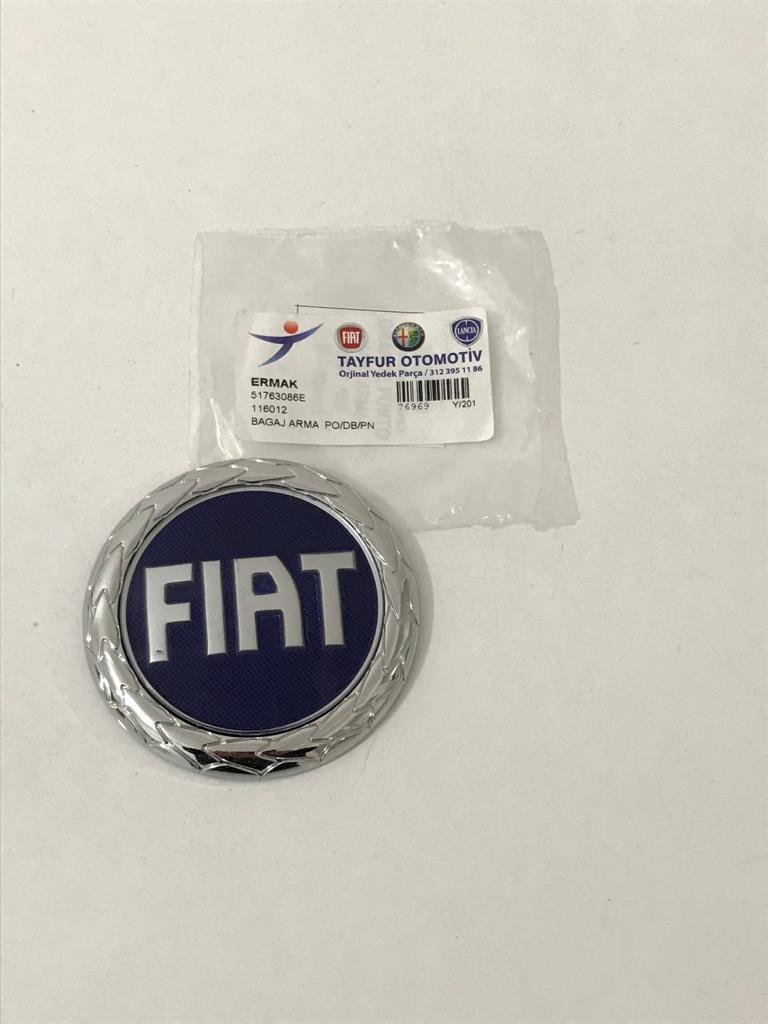 FIAT
LANCIA
TAYFUR OTOMOTİV
Orjinal Yedek Parça / 312 395 11 86
ERMAK
51763086E
116012
76969 Y/201
BAGAJ ARMA PO/DB/PN
FIAT